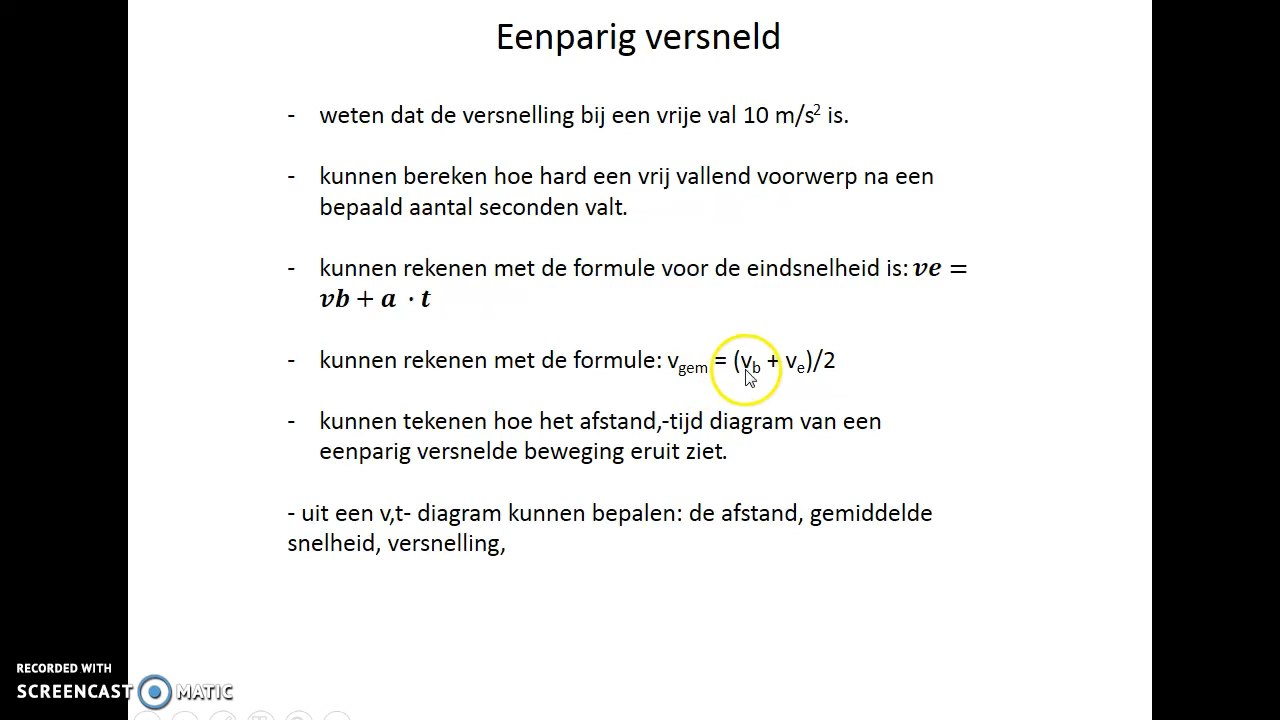 Eenparig versneld
- weten dat de versnelling bij een vrije val 10 m/s² is.
- kunnen bereken hoe hard een vrij vallend voorwerp na een
bepaald aantal seconden valt.
- kunnen rekenen met de formule voor de eindsnelheid is: ve =
vb + a · t
- kunnen rekenen met de formule: vgem = (vb + ve)/2
- kunnen tekenen hoe het afstand,-tijd diagram van een
eenparig versnelde beweging eruit ziet.
- uit een v,t- diagram kunnen bepalen: de afstand, gemiddelde
snelheid, versnelling,
RECORDED WITH
SCREENCAST MATIC